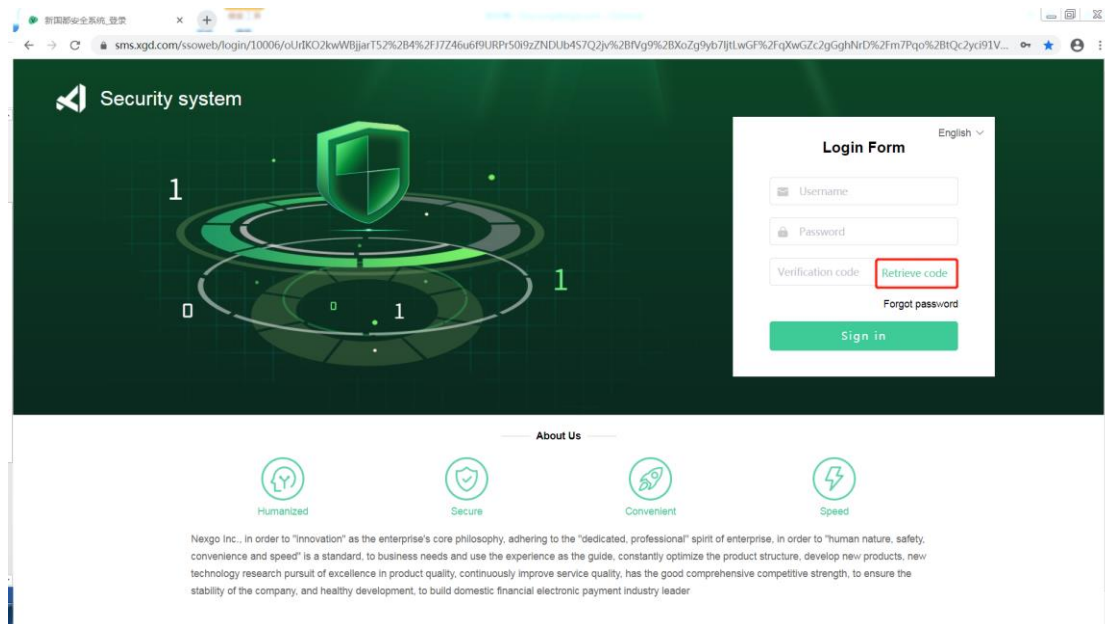 新国都安全系统_登录
sms.xgd.com/ssoweb/login/10006/oUrIKO2kwWBjjarT52%2B4%2FJ7Z46u6f9URPr50i9zZNDUb4S7Q2jv%2BfVg9%2BXoZg9yb7ljtLwGF%2FqXwGZc2gGghNrD%2Fm7Pqo%2BtQc2yci91V...
Security system
English
Login Form
Username
Password
Verification code Retrieve code
Forgot password
Sign in
1
1
0
0
1
About Us
Humanized Secure Convenient Speed
Nexgo Inc., in order to "innovation" as the enterprise's core philosophy, adhering to the "dedicated, professional" spirit of enterprise, in order to "human nature, safety,
convenience and speed" is a standard, to business needs and use the experience as the guide, constantly optimize the product structure, develop new products, new
technology research pursuit of excellence in product quality, continuously improve service quality, has the good comprehensive competitive strength, to ensure the
stability of the company, and healthy development, to build domestic financial electronic payment industry leader